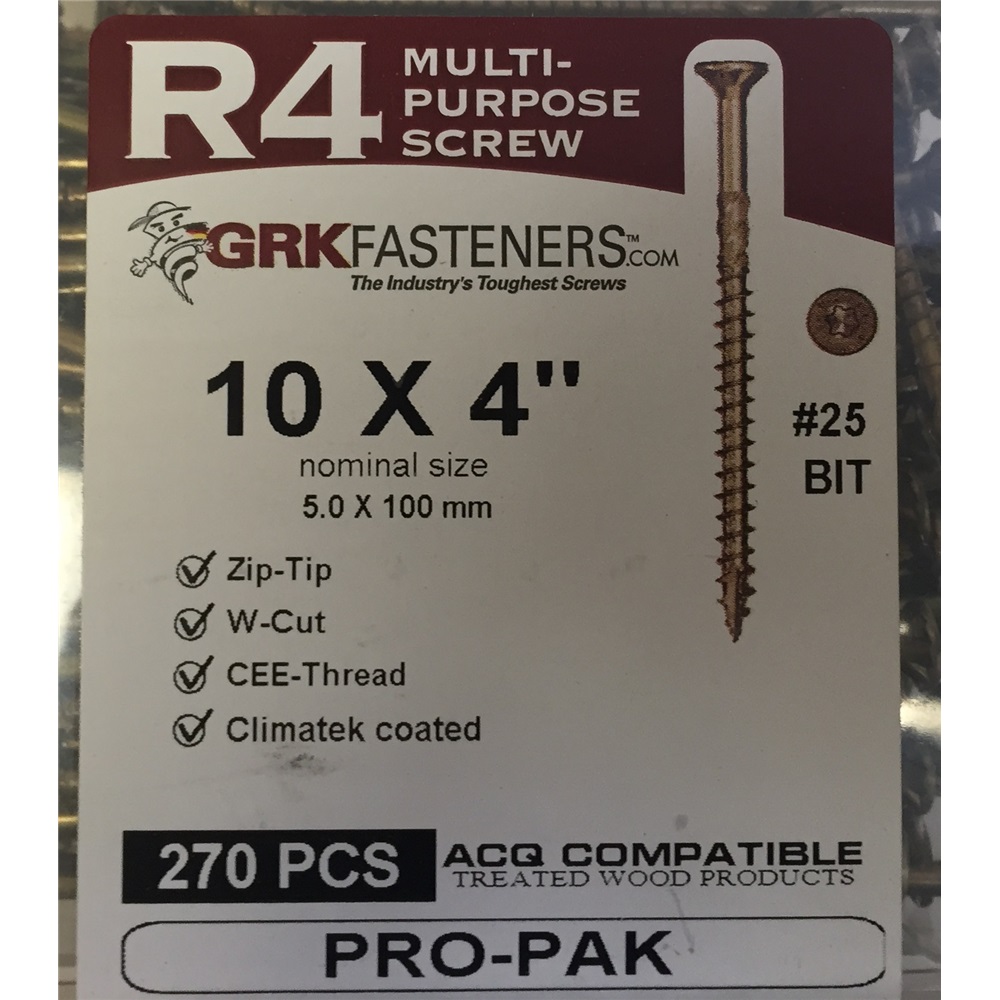 R4 MULTI-
PURPOSE
SCREW
GRKFASTENERS™.COM
The Industry's Toughest Screws
10 X 4"
nominal size
5.0 X 100 mm
#25
BIT
Zip-Tip
W-Cut
CEE-Thread
Climatek coated
270 PCS
ACQ COMPATIBLE
TREATED WOOD PRODUCTS
PRO-PAK